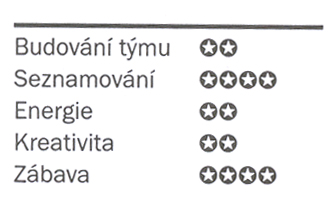 Budování týmu ✪✪
Seznamování ✪✪✪✪
Energie ✪✪
Kreativita ✪✪
Zábava ✪✪✪✪